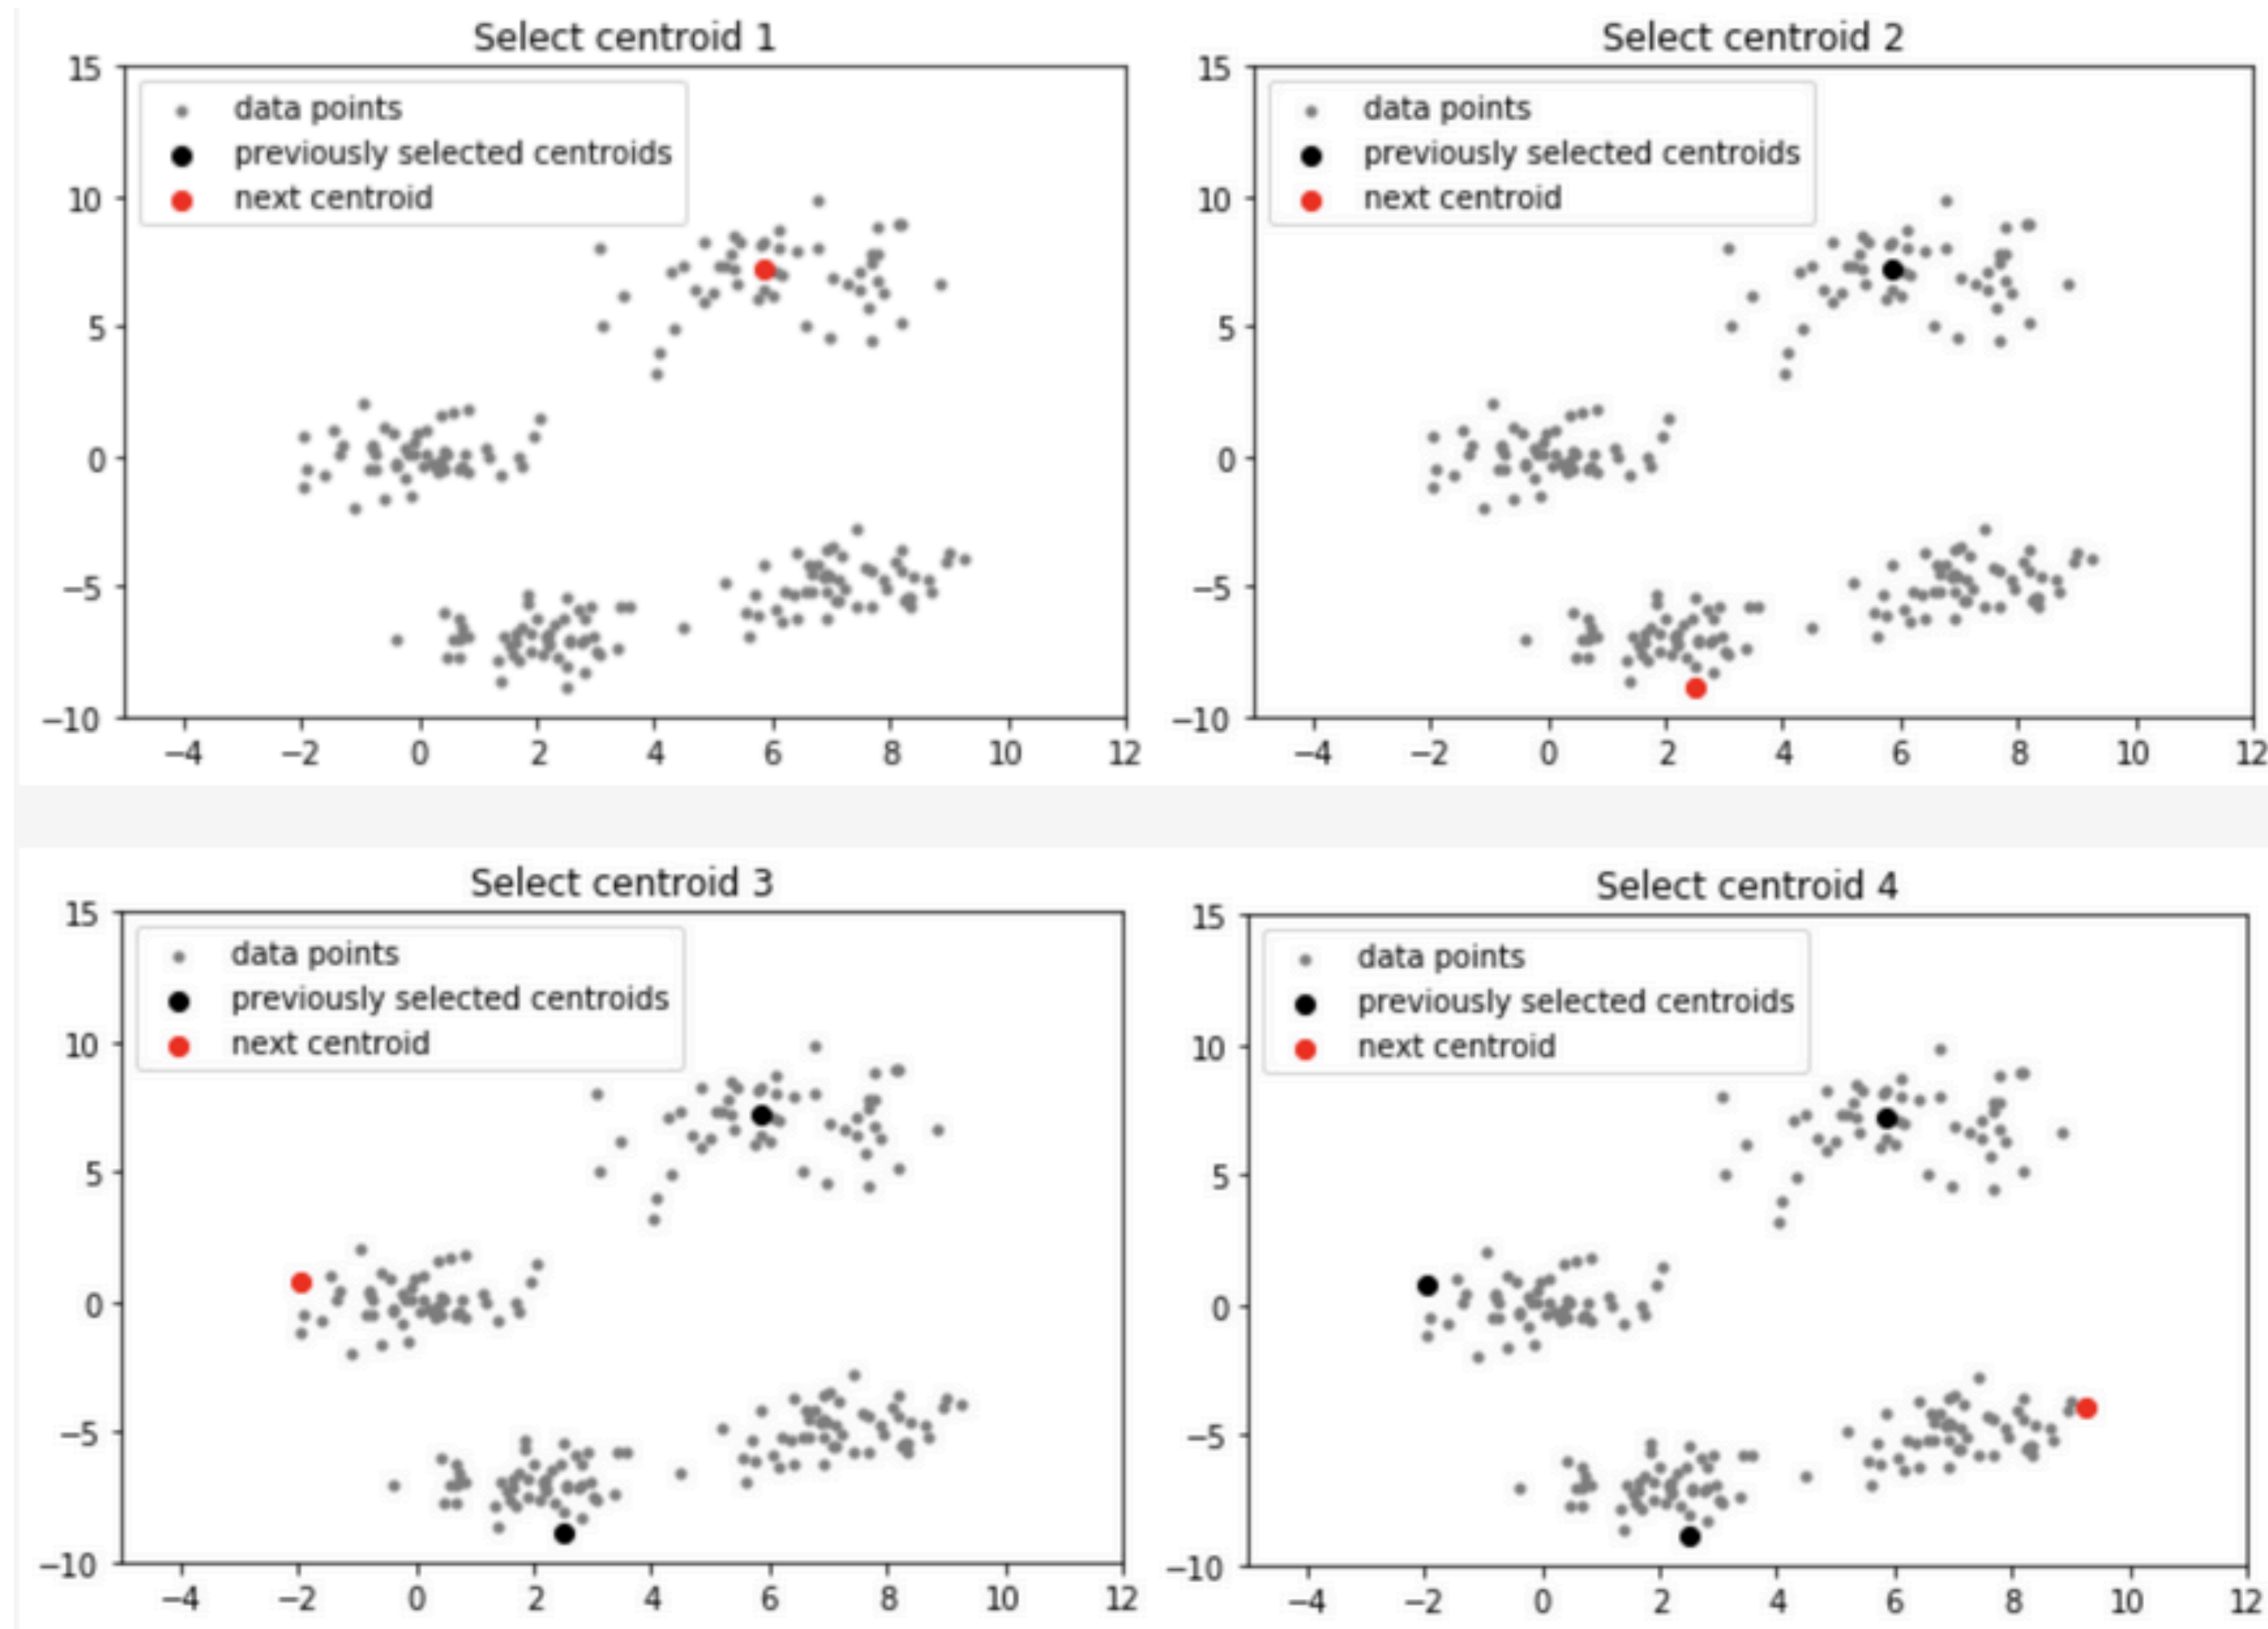 Select centroid 1
15
10
5
0
−5
−10
data points
previously selected centroids
next centroid
−4 −2 0 2 4 6 8 10 12
Select centroid 2
15
10
5
0
−5
−10
data points
previously selected centroids
next centroid
−4 −2 0 2 4 6 8 10 12
Select centroid 3
15
10
5
0
−5
−10
data points
previously selected centroids
next centroid
−4 −2 0 2 4 6 8 10 12
Select centroid 4
15
10
5
0
−5
−10
data points
previously selected centroids
next centroid
−4 −2 0 2 4 6 8 10 12